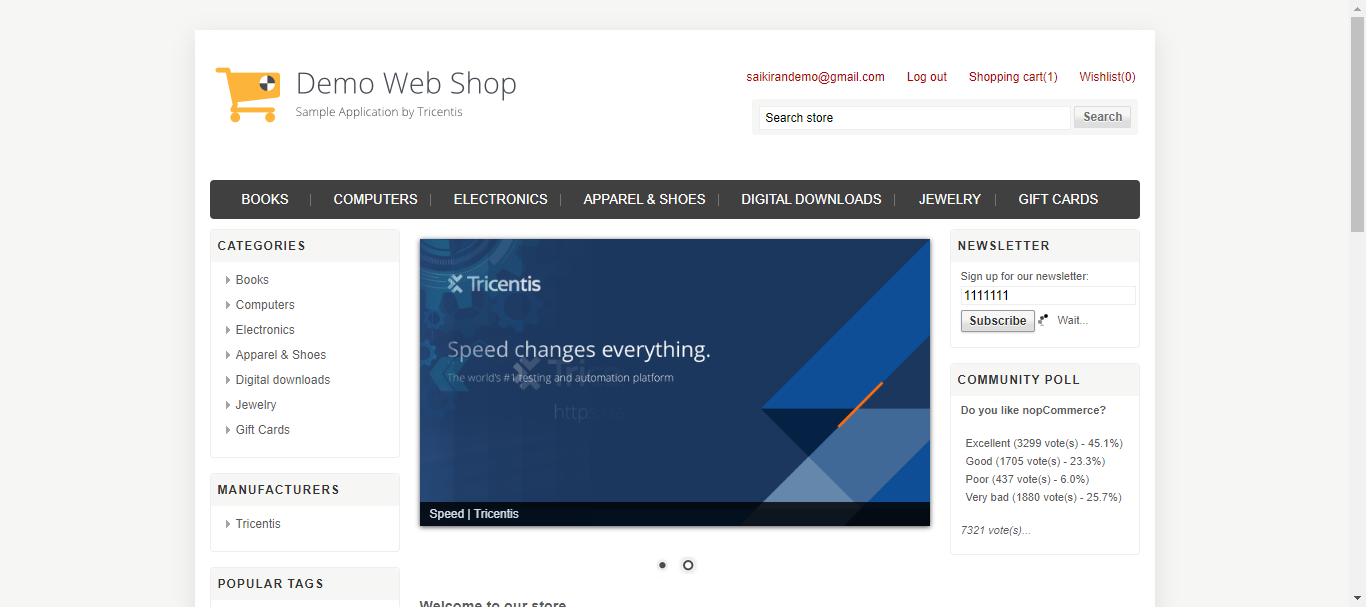 Demo Web Shop
Sample Application by Tricentis
saikirandemo@gmail.com Log out Shopping cart(1) Wishlist(0)
Search store Search
BOOKS COMPUTERS ELECTRONICS APPAREL & SHOES DIGITAL DOWNLOADS JEWELRY GIFT CARDS
CATEGORIES
Books
Computers
Electronics
Apparel & Shoes
Digital downloads
Jewelry
Gift Cards
MANUFACTURERS
Tricentis
POPULAR TAGS
Tricentis
Speed changes everything.
The world's #1 testing and automation platform
Speed | Tricentis
Welcome to our store
NEWSLETTER
Sign up for our newsletter:
1111111
Subscribe Wait...
COMMUNITY POLL
Do you like nopCommerce?
Excellent (3299 vote(s) - 45.1%)
Good (1705 vote(s) - 23.3%)
Poor (437 vote(s) - 6.0%)
Very bad (1880 vote(s) - 25.7%)
7321 vote(s)...